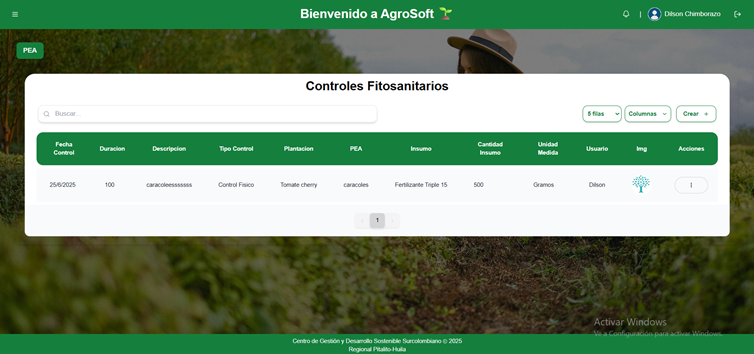 Bienvenido a AgroSoft
| Dilson Chimborazo
PEA
Controles Fitosanitarios
Buscar...
5 filas Columnas Crear +
Fecha Control Duracion Descripcion Tipo Control Plantacion PEA Insumo Cantidad Insumo Unidad Medida Usuario Img Acciones
25/6/2025 100 caracoleesssssss Control Fisico Tomate cherry caracoles Fertilizante Triple 15 500 Gramos Dilson
1
Activar Windows
Ve a Configuración para activar Windows.
Centro de Gestión y Desarrollo Sostenible Surcolombiano © 2025
Regional Pitalito-Huila